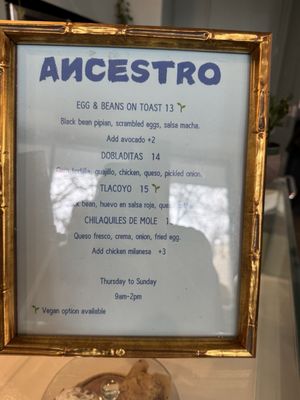 ANCESTRO
EGG & BEANS ON TOAST 13
Black bean pipian, scrambled eggs, salsa macha.
Add avocado +2
DOBLADITAS 14
tortilla, guajillo, chicken, queso, pickled onion.
TLACOYO 15
bean, huevo en salsa roja,
CHILAQUILES DE MOLE
Queso fresco, crema, onion, fried egg.
Add chicken milanesa +3
Thursday to Sunday
9am-2pm
Vegan option available